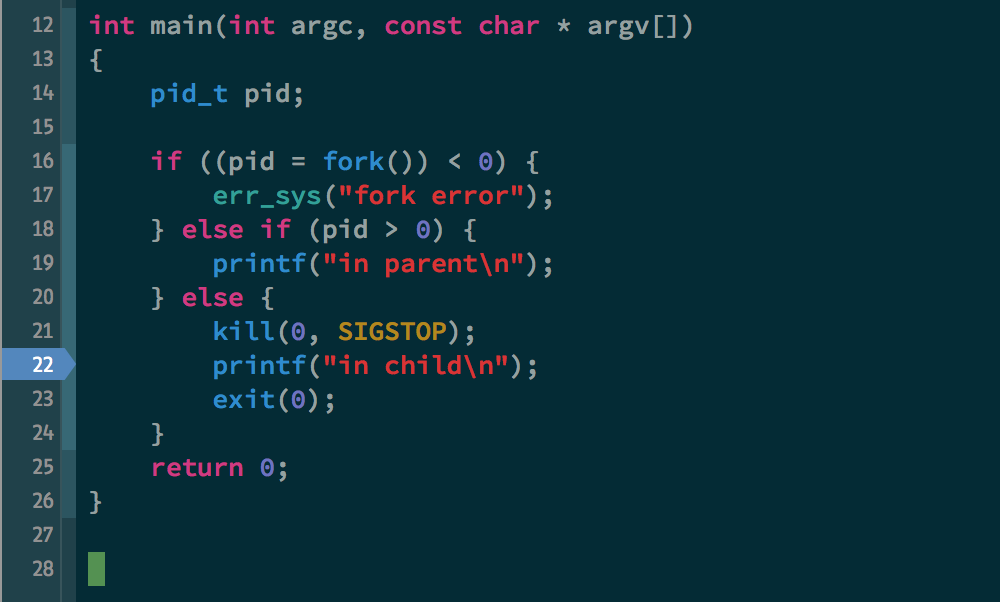 12 int main(int argc, const char * argv[])
13 {
14     pid_t pid;
15
16     if ((pid = fork()) < 0) {
17         err_sys("fork error");
18     } else if (pid > 0) {
19         printf("in parent\n");
20     } else {
21         kill(0, SIGSTOP);
22         printf("in child\n");
23         exit(0);
24     }
25     return 0;
26 }
27
28